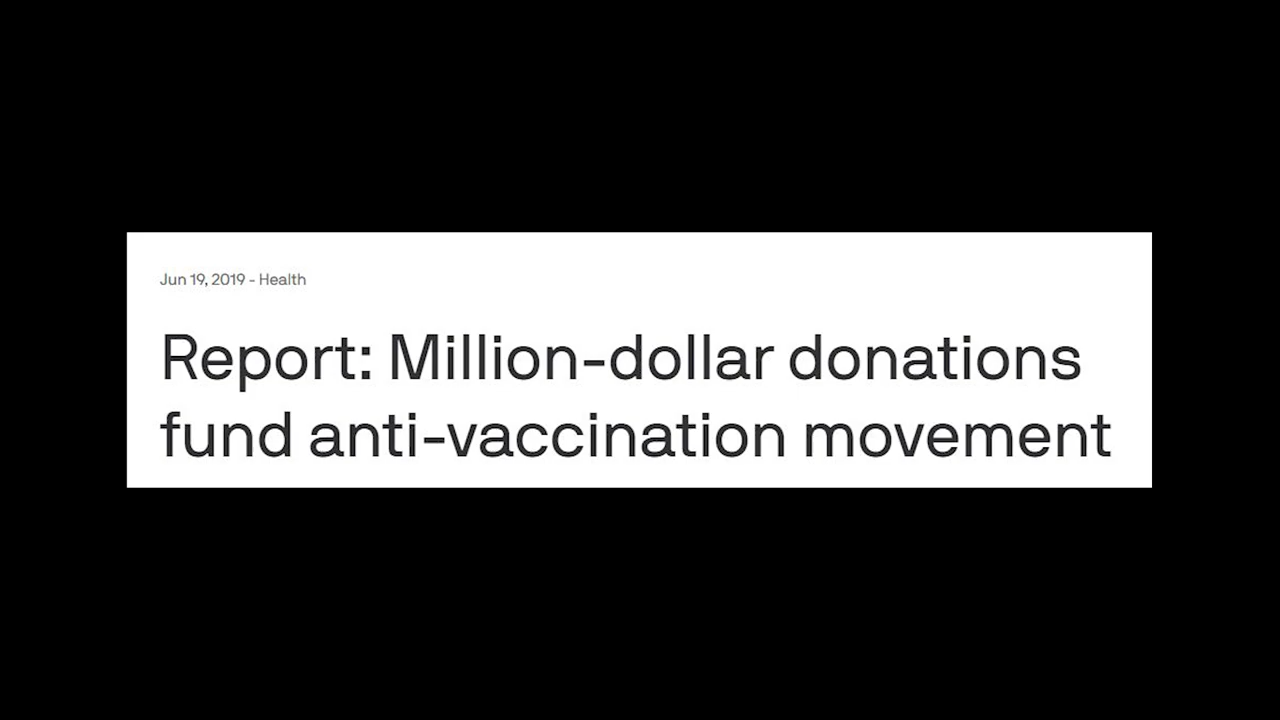 Jun 19, 2019 - Health
Report: Million-dollar donations
fund anti-vaccination movement